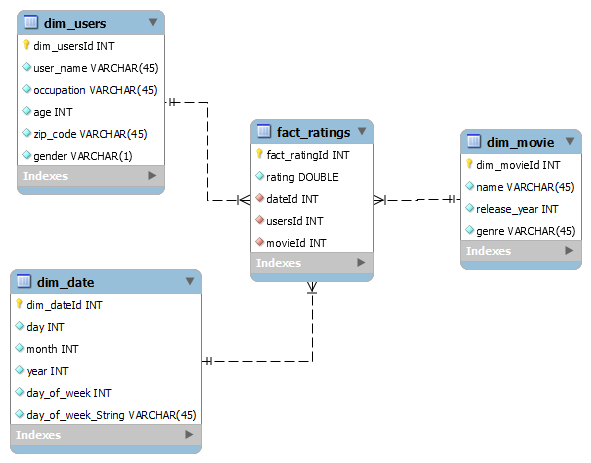 dim_users
dim_usersId INT
user_name VARCHAR(45)
occupation VARCHAR(45)
age INT
zip_code VARCHAR(45)
gender VARCHAR(1)
Indexes
fact_ratings
fact_ratingId INT
rating DOUBLE
dateId INT
usersId INT
movieId INT
Indexes
dim_movie
dim_movieId INT
name VARCHAR(45)
release_year INT
genre VARCHAR(45)
Indexes
dim_date
dim_dateId INT
day INT
month INT
year INT
day_of_week INT
day_of_week_String VARCHAR(45)
Indexes